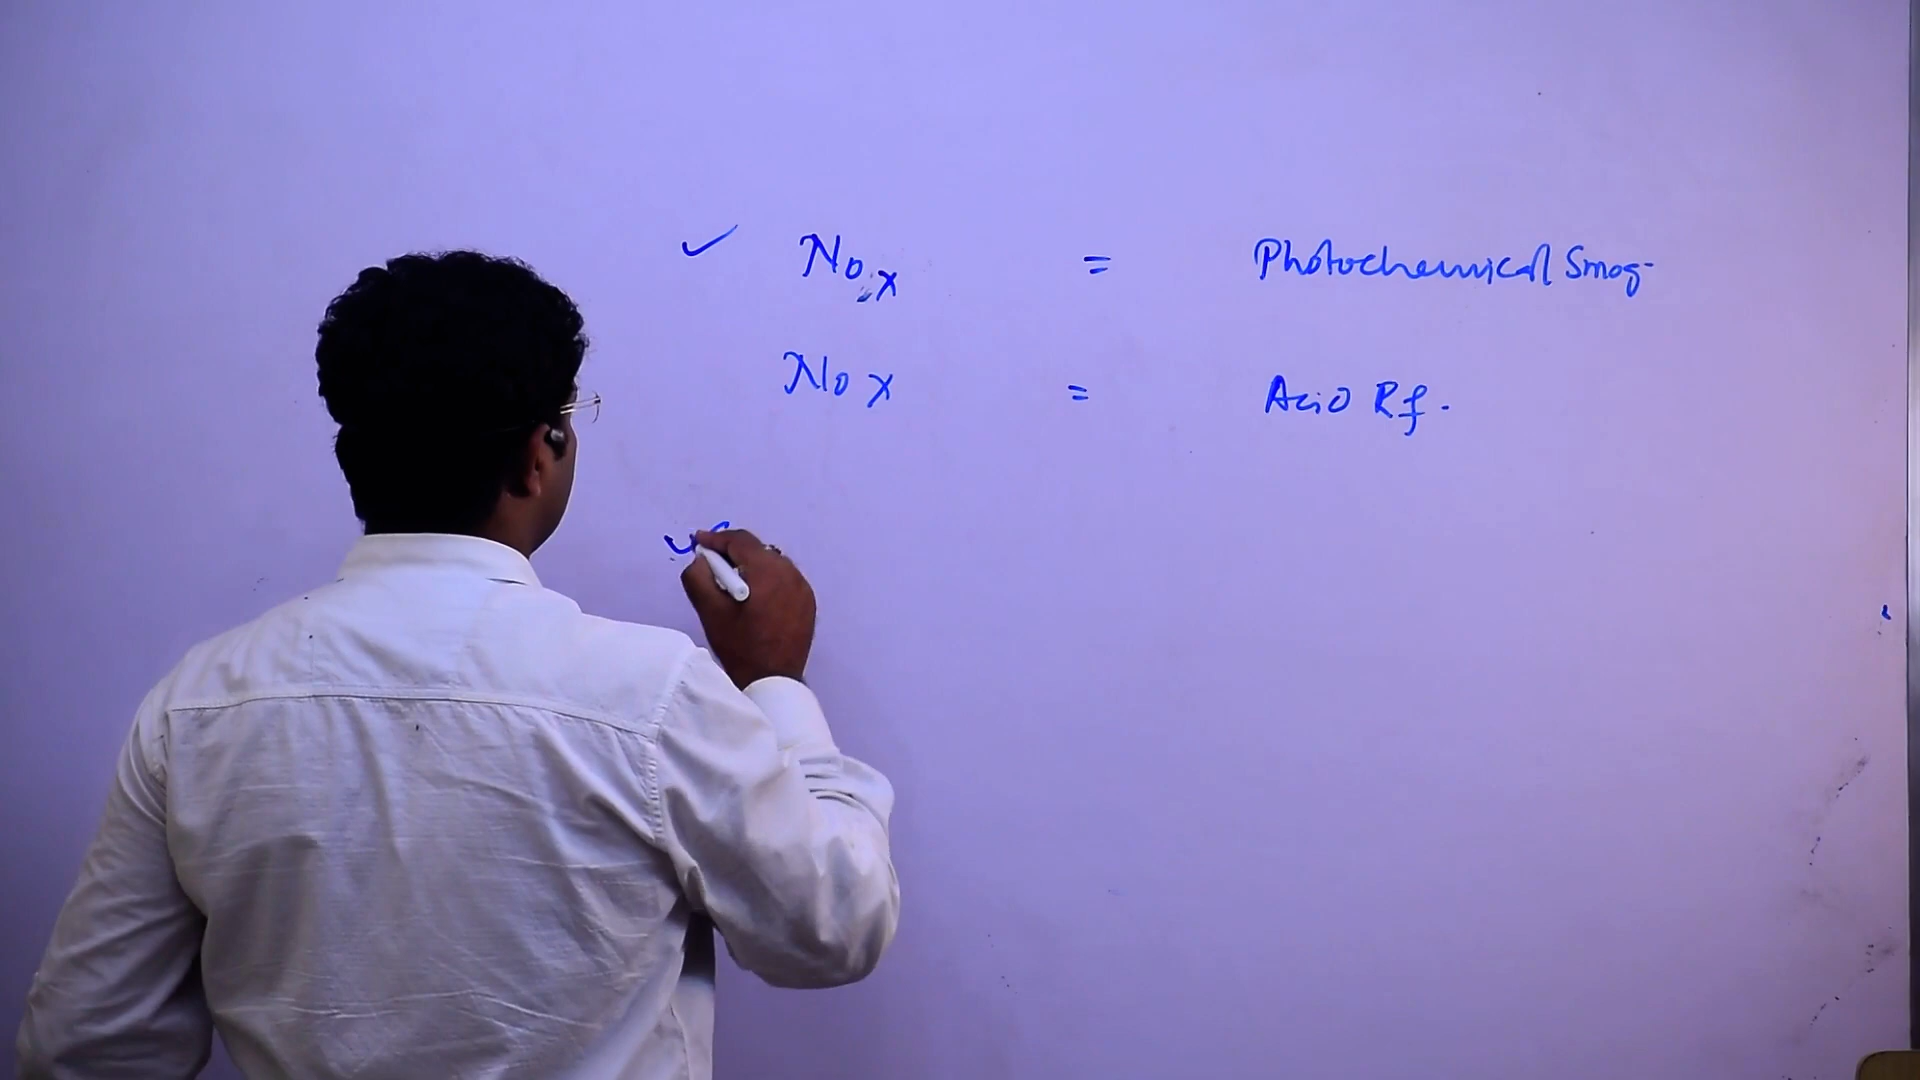 ✓ NOx = Photochemical Smog
NOx = Acid Rf.